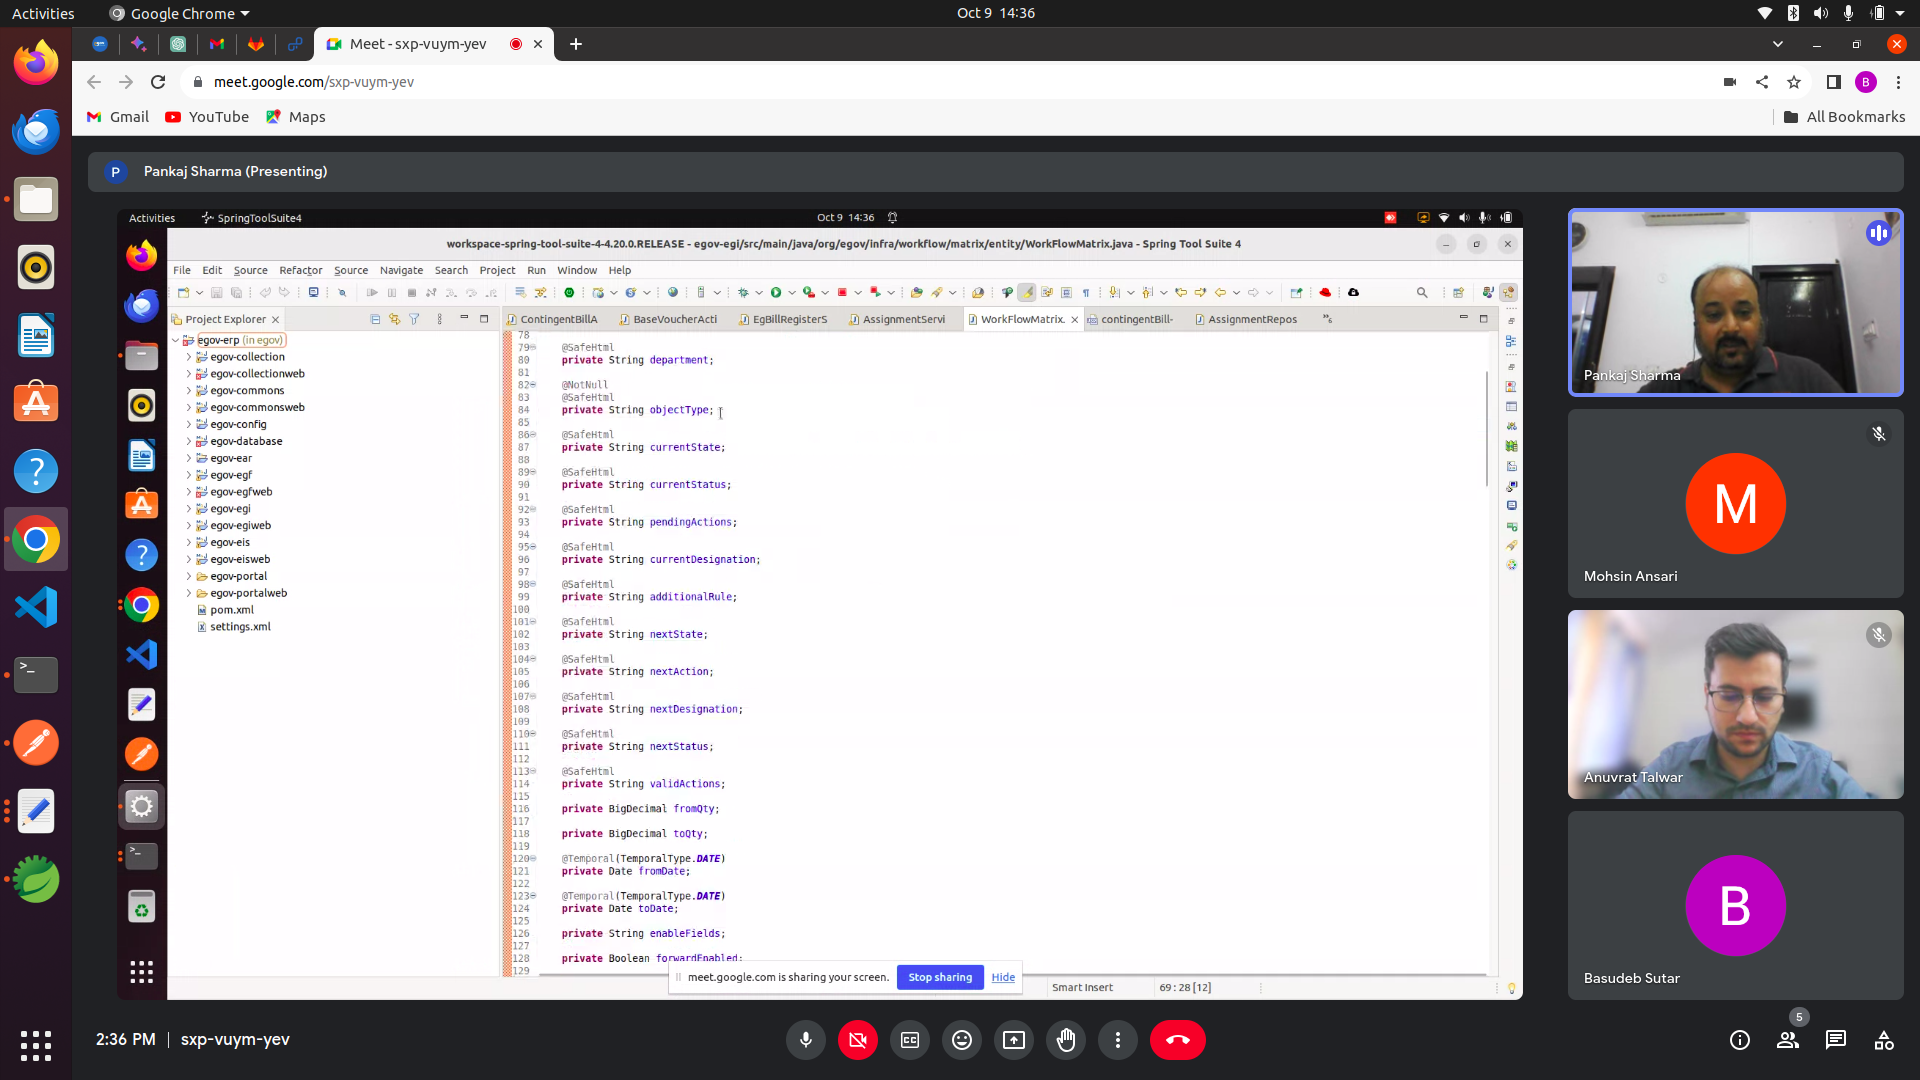 Activities
Google Chrome
Oct 9 14:36
Meet - sxp-vuym-yev
meet.google.com/sxp-vuym-yev
B
Gmail
YouTube
Maps
All Bookmarks
P
Pankaj Sharma (Presenting)
Activities
SpringToolSuite4
Oct 9 14:36
workspace-spring-tool-suite-4-4.20.0.RELEASE - egov-egi/src/main/java/org/egov/infra/workflow/matrix/entity/WorkFlowMatrix.java - Spring Tool Suite 4
File Edit Source Refactor Source Navigate Search Project Run Window Help
Project Explorer
ContingentBillA
BaseVoucherActi
EgBillRegisterS
AssignmentServi
WorkFlowMatrix.
contingentBill-
AssignmentRepos
egov-erp (in egov)
egov-collection
egov-collectionweb
egov-commons
egov-commonsweb
egov-config
egov-database
egov-ear
egov-egf
egov-egfweb
egov-egi
egov-egiweb
egov-eis
egov-eisweb
egov-portal
egov-portalweb
pom.xml
settings.xml
78
79 @SafeHtml
80 private String department;
81
82 @NotNull
83 @SafeHtml
84 private String objectType;
85
86 @SafeHtml
87 private String currentState;
88
89 @SafeHtml
90 private String currentStatus;
91
92 @SafeHtml
93 private String pendingActions;
94
95 @SafeHtml
96 private String currentDesignation;
97
98 @SafeHtml
99 private String additionalRule;
100
101 @SafeHtml
102 private String nextState;
103
104 @SafeHtml
105 private String nextAction;
106
107 @SafeHtml
108 private String nextDesignation;
109
110 @SafeHtml
111 private String nextStatus;
112
113 @SafeHtml
114 private String validActions;
115
116 private BigDecimal fromQty;
117
118 private BigDecimal toQty;
119
120 @Temporal(TemporalType.DATE)
121 private Date fromDate;
122
123 @Temporal(TemporalType.DATE)
124 private Date toDate;
125
126 private String enableFields;
127
128 private Boolean forwardEnabled;
129
meet.google.com is sharing your screen.
Stop sharing
Hide
Smart Insert
69 : 28 [12]
Pankaj Sharma
M
Mohsin Ansari
Anuvrat Talwar
B
Basudeb Sutar
2:36 PM | sxp-vuym-yev
5